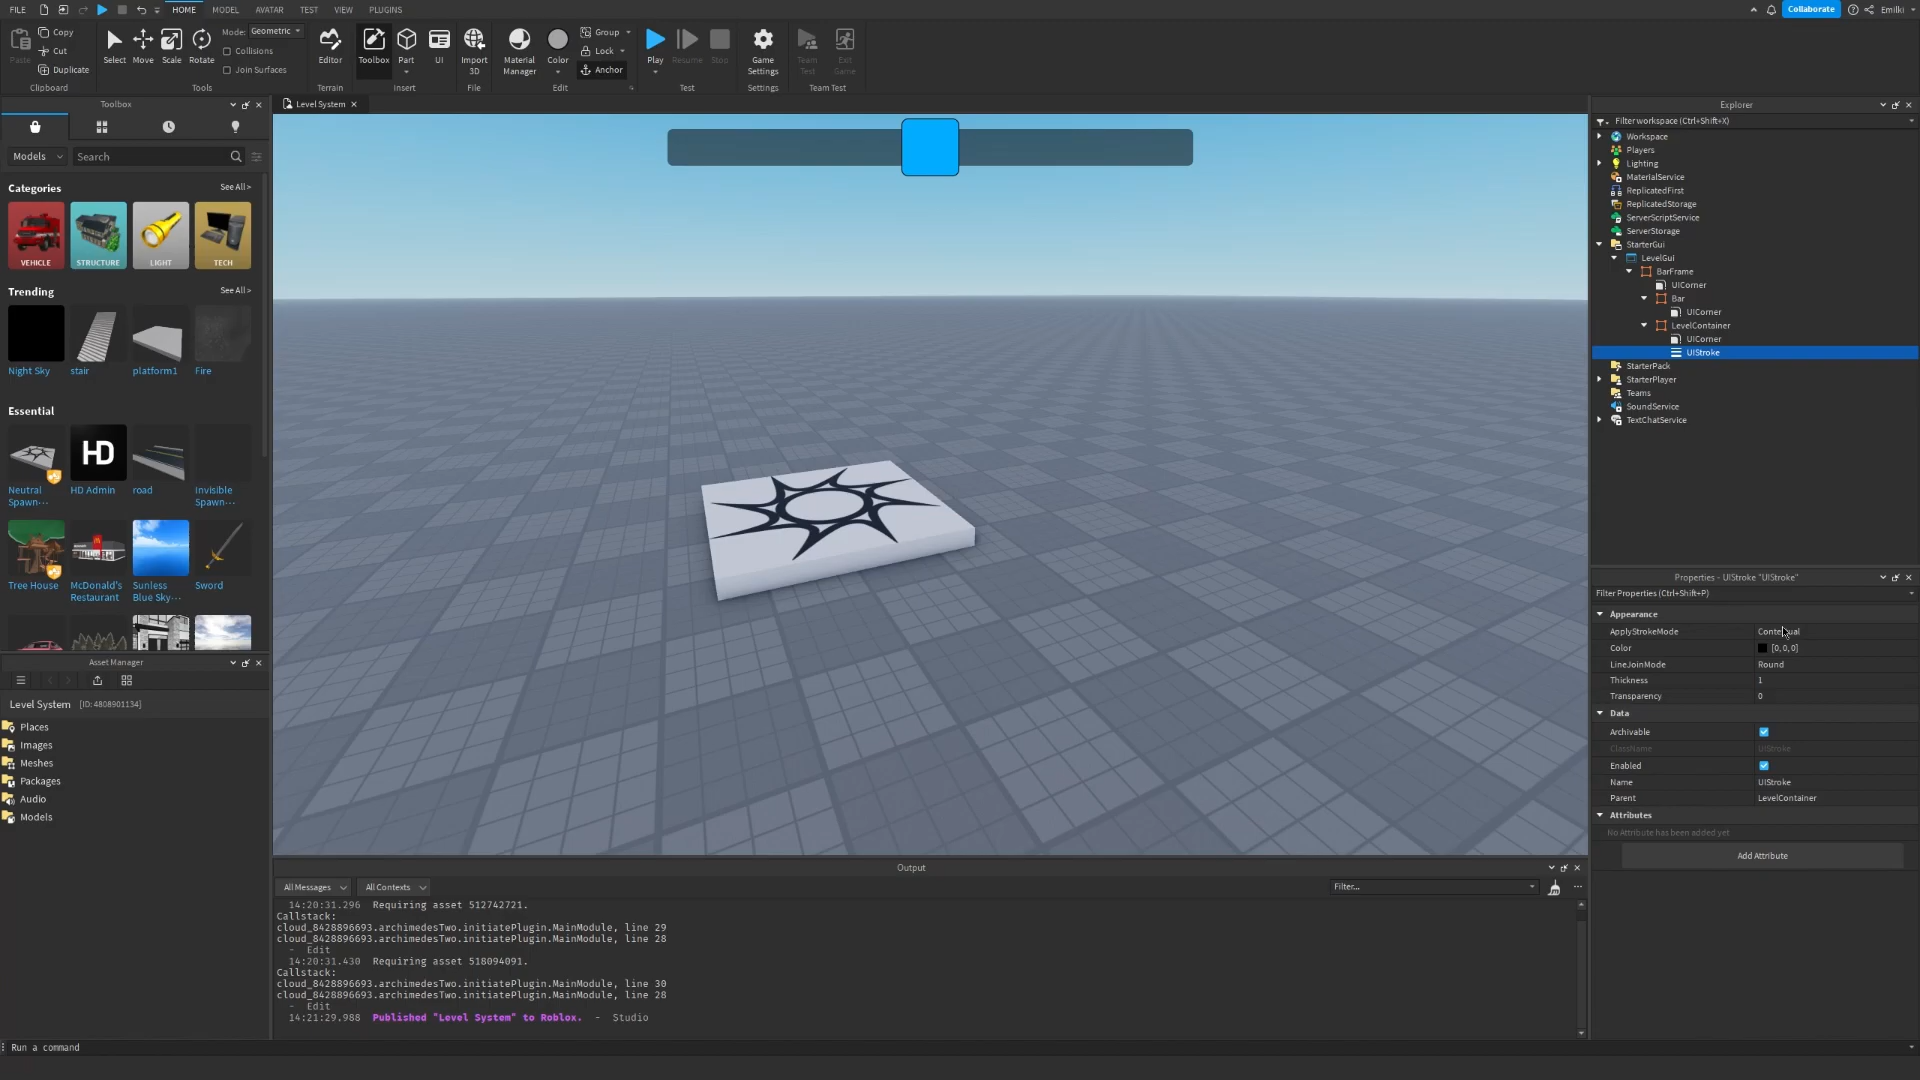 FILE
HOME
MODEL
AVATAR
TEST
VIEW
PLUGINS
Collaborate
Emilki
Paste
Copy
Cut
Duplicate
Clipboard
Select
Move
Scale
Rotate
Mode: Geometric
Collisions
Join Surfaces
Tools
Editor
Terrain
Toolbox
Part
UI
Insert
Import
3D
File
Material
Manager
Color
Group
Lock
Anchor
Edit
Play
Resume
Stop
Test
Game
Settings
Settings
Team
Test
Exit
Game
Team Test
Toolbox
Models
Search
Categories
See All >
VEHICLE
STRUCTURE
LIGHT
TECH
Trending
See All >
Night Sky
stair
platform1
Fire
Essential
Neutral
Spawn...
HD
HD Admin
road
Invisible
Spawn...
Tree House
McDonald's
Restaurant
Sunless
Blue Sky...
Sword
Asset Manager
Level System [ID: 4808901134]
Places
Images
Meshes
Packages
Audio
Models
Level System
Output
All Messages
All Contexts
Filter...
14:20:31.296 Requiring asset 512742721.
Callstack:
cloud_8428896693.archimedesTwo.initiatePlugin.MainModule, line 29
cloud_8428896693.archimedesTwo.initiatePlugin.MainModule, line 28
- Edit
14:20:31.430 Requiring asset 518094091.
Callstack:
cloud_8428896693.archimedesTwo.initiatePlugin.MainModule, line 30
cloud_8428896693.archimedesTwo.initiatePlugin.MainModule, line 28
- Edit
14:21:29.988 Published "Level System" to Roblox. - Studio
Run a command
Explorer
Filter workspace (Ctrl+Shift+X)
Workspace
Players
Lighting
MaterialService
ReplicatedFirst
ReplicatedStorage
ServerScriptService
ServerStorage
StarterGui
LevelGui
BarFrame
UICorner
Bar
UICorner
LevelContainer
UICorner
UIStroke
StarterPack
StarterPlayer
Teams
SoundService
TextChatService
Properties - UIStroke "UIStroke"
Filter Properties (Ctrl+Shift+P)
Appearance
ApplyStrokeMode Contextual
Color [0, 0, 0]
LineJoinMode Round
Thickness 1
Transparency 0
Data
Archivable
ClassName UIStroke
Enabled
Name UIStroke
Parent LevelContainer
Attributes
No Attribute has been added yet
Add Attribute